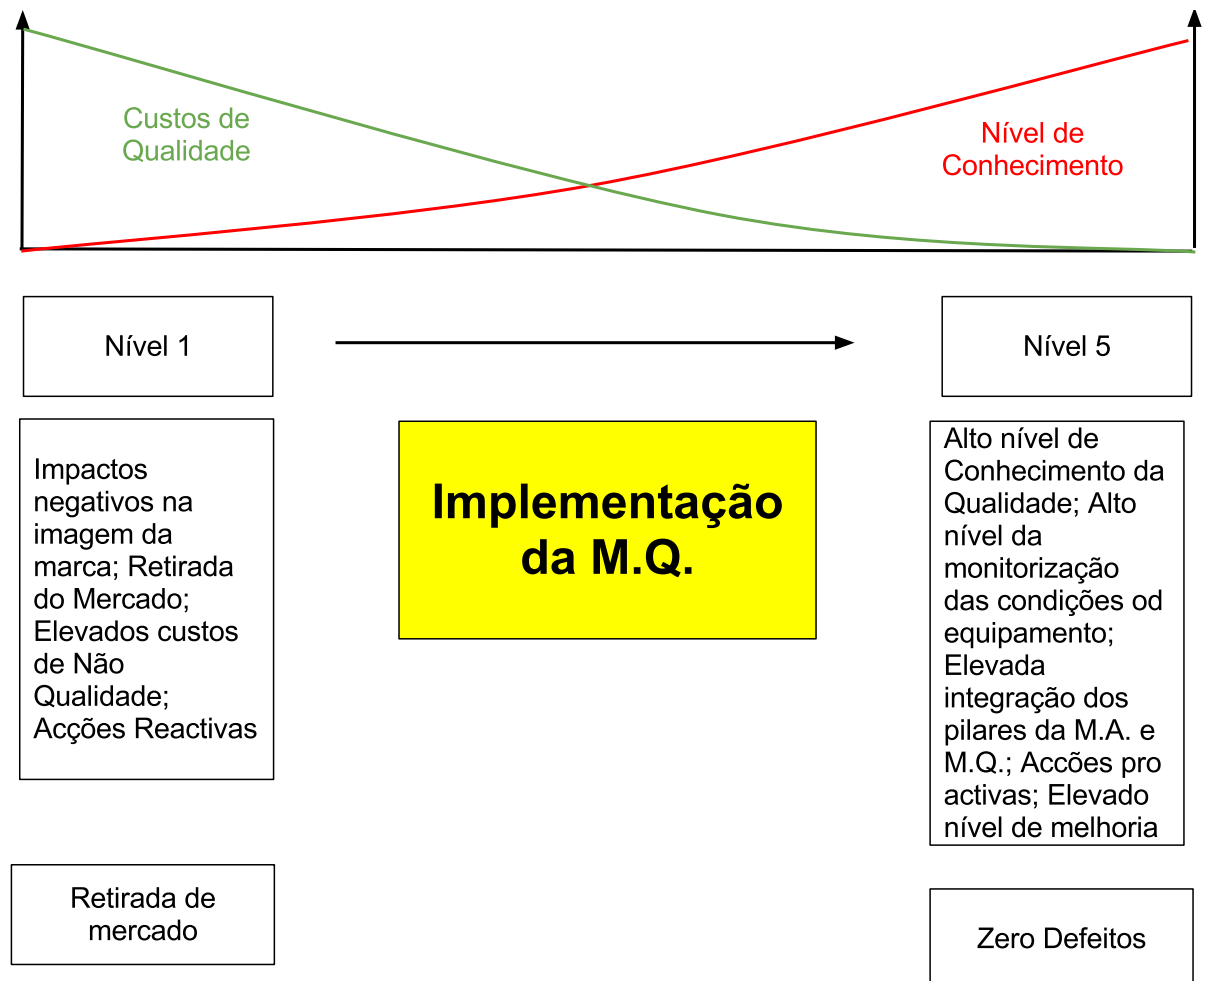 Custos de
Qualidade
Nível de
Conhecimento
Nível 1
Nível 5
Impactos
negativos na
imagem da
marca; Retirada
do Mercado;
Elevados custos
de Não
Qualidade;
Acções Reactivas
Implementação
da M.Q.
Alto nível de
Conhecimento da
Qualidade; Alto
nível da
monitorização
das condições od
equipamento;
Elevada
integração dos
pilares da M.A. e
M.Q.; Accões pro
activas; Elevado
nível de melhoria
Retirada de
mercado
Zero Defeitos